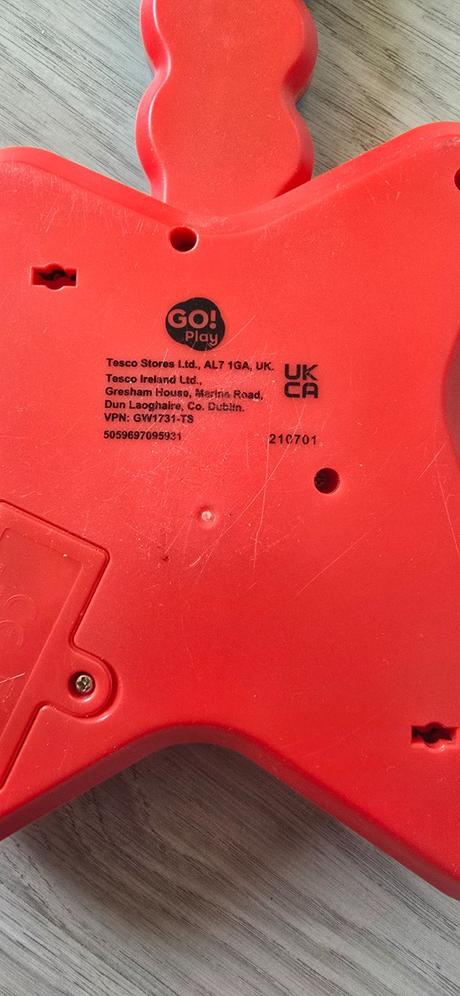 GO!
Play
Tesco Stores Ltd., AL7 1GA, UK.
UK
CA
Tesco Ireland Ltd.,
Gresham House, Marine Road,
Dun Laoghaire, Co. Dublin.
VPN: GW1731-TS
5059697095931
210701
CE